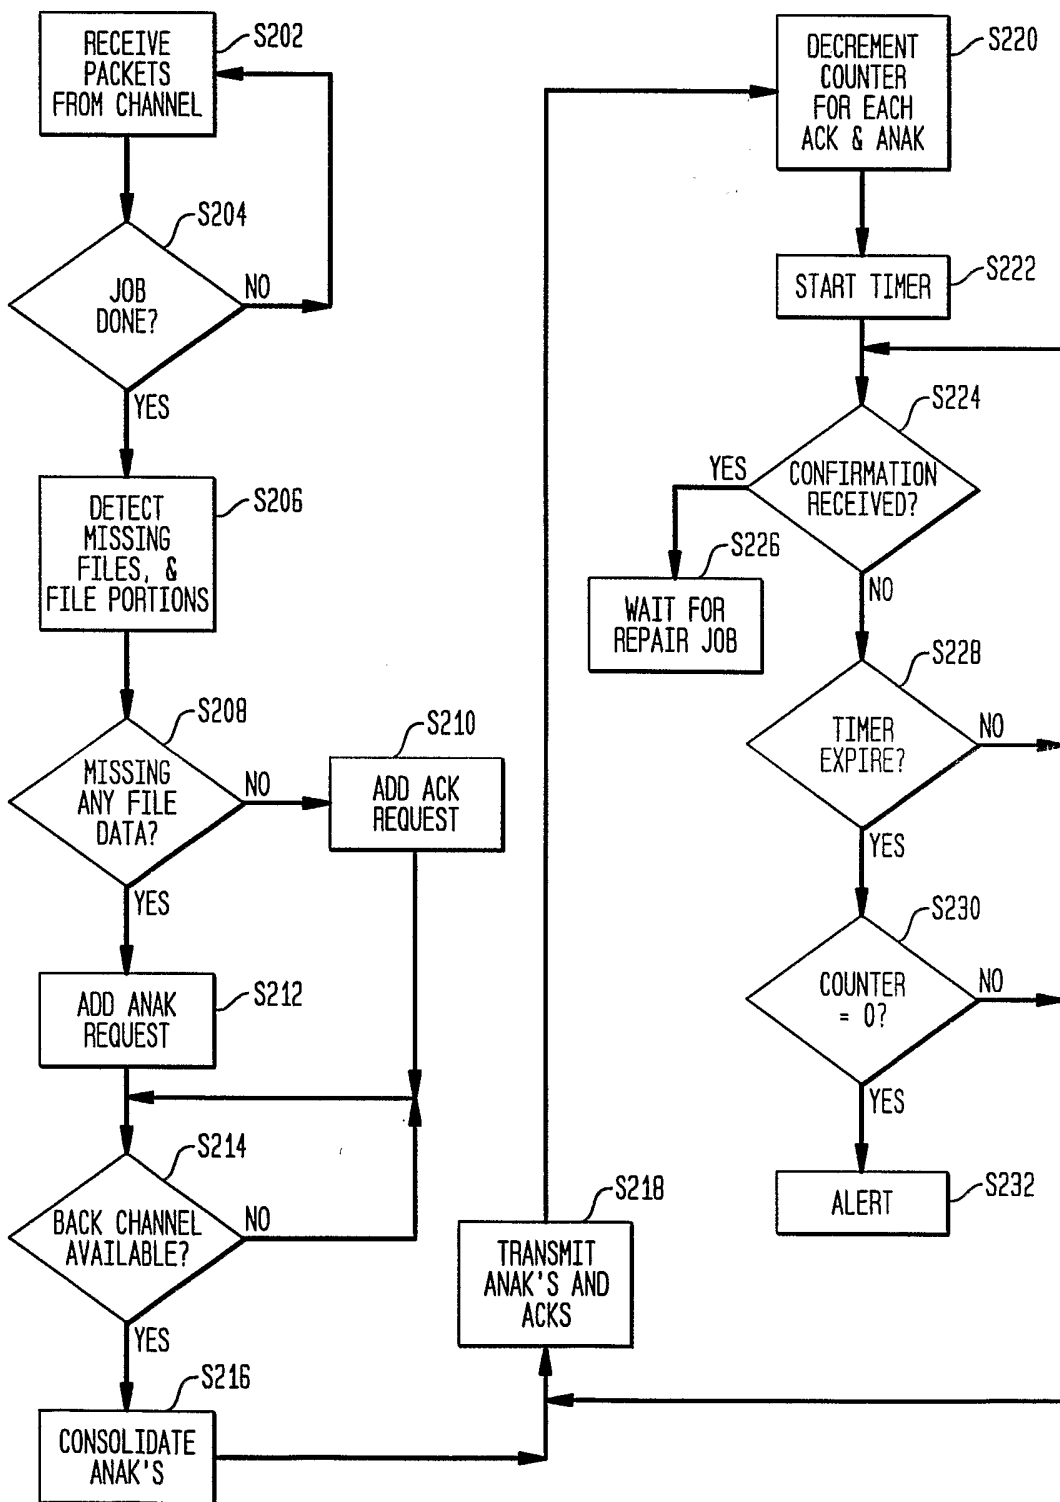 RECEIVE
PACKETS
FROM CHANNEL
S202
JOB
DONE?
S204
NO
YES
DETECT
MISSING
FILES, &
FILE PORTIONS
S206
MISSING
ANY FILE
DATA?
S208
NO
YES
ADD ACK
REQUEST
S210
ADD ANAK
REQUEST
S212
BACK CHANNEL
AVAILABLE?
S214
NO
YES
CONSOLIDATE
ANAK'S
S216
TRANSMIT
ANAK'S AND
ACKS
S218
DECREMENT
COUNTER
FOR EACH
ACK & ANAK
S220
START TIMER
S222
CONFIRMATION
RECEIVED?
S224
YES
NO
WAIT FOR
REPAIR JOB
S226
TIMER
EXPIRE?
S228
NO
YES
COUNTER
= 0?
S230
NO
YES
ALERT
S232